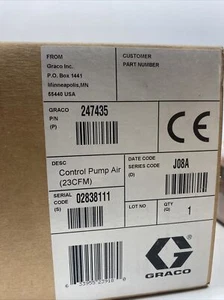 FROM
Graco Inc.
P.O. Box 1441
Minneapolis,MN
55440 USA
CUSTOMER
PART NUMBER
GRACO
P/N
(P)
247435
CE
DESC
Control Pump Air
(23CFM)
DATE CODE
SERIES CODE
(D)
J08A
SERIAL
(S)
02838111
LOT NO
QTY
(Q)
1
GRACO